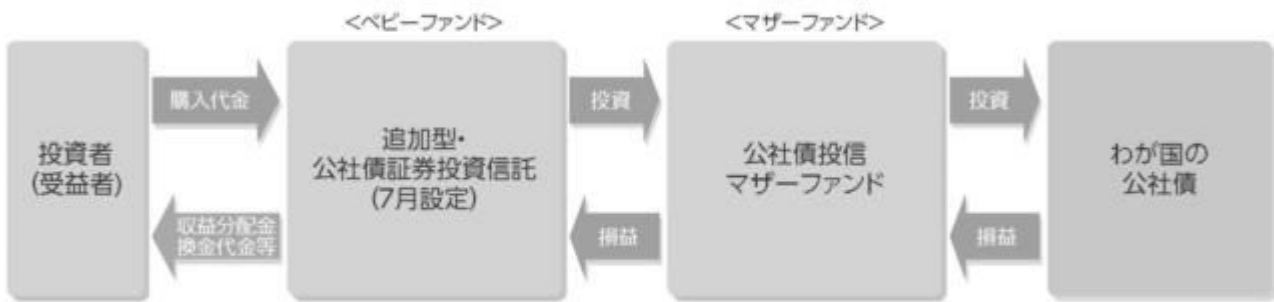 <ベビーファンド>
<マザーファンド>
購入代金
投資
投資
投資者
(受益者)
追加型・
公社債証券投資信託
(7月設定)
公社債投信
マザーファンド
わが国の
公社債
収益分配金
換金代金等
損益
損益